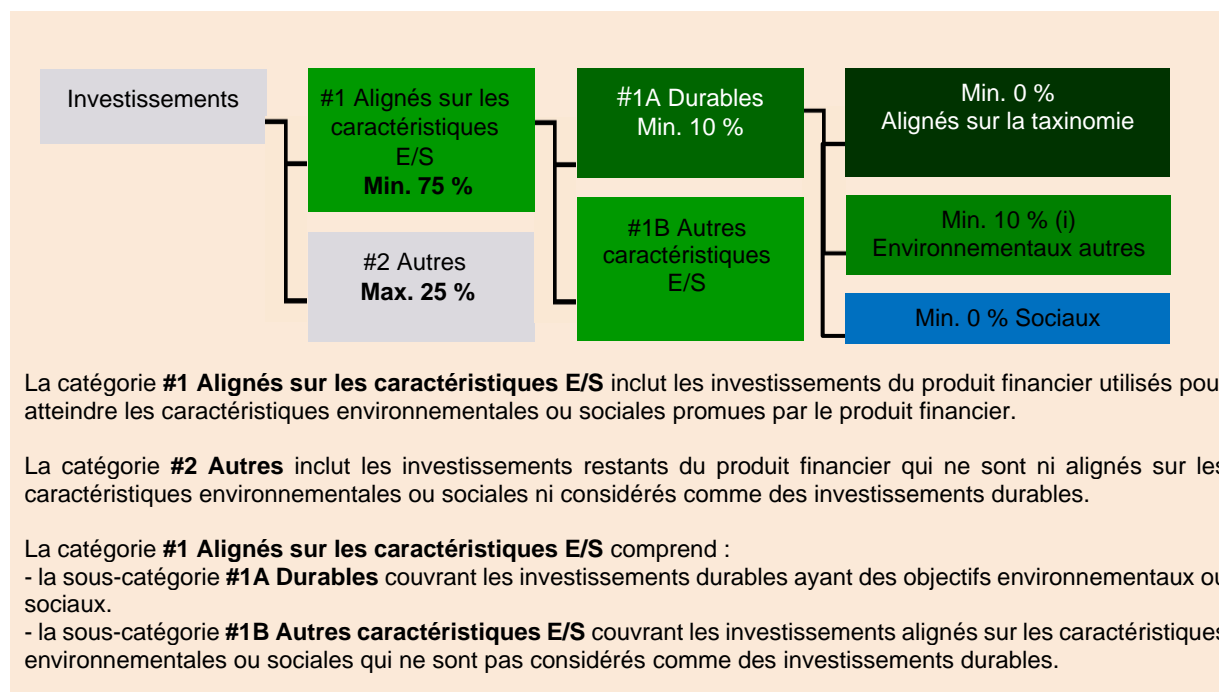 Investissements
#1 Alignés sur les
caractéristiques
E/S
Min. 75 %
#2 Autres
Max. 25 %
#1A Durables
Min. 10 %
#1B Autres
caractéristiques
E/S
Min. 0 %
Alignés sur la taxinomie
Min. 10 % (i)
Environnementaux autres
Min. 0 % Sociaux
La catégorie #1 Alignés sur les caractéristiques E/S inclut les investissements du produit financier utilisés pou
atteindre les caractéristiques environnementales ou sociales promues par le produit financier.
La catégorie #2 Autres inclut les investissements restants du produit financier qui ne sont ni alignés sur les
caractéristiques environnementales ou sociales ni considérés comme des investissements durables.
La catégorie #1 Alignés sur les caractéristiques E/S comprend :
- la sous-catégorie #1A Durables couvrant les investissements durables ayant des objectifs environnementaux ou
sociaux.
- la sous-catégorie #1B Autres caractéristiques E/S couvrant les investissements alignés sur les caractéristiques
environnementales ou sociales qui ne sont pas considérés comme des investissements durables.